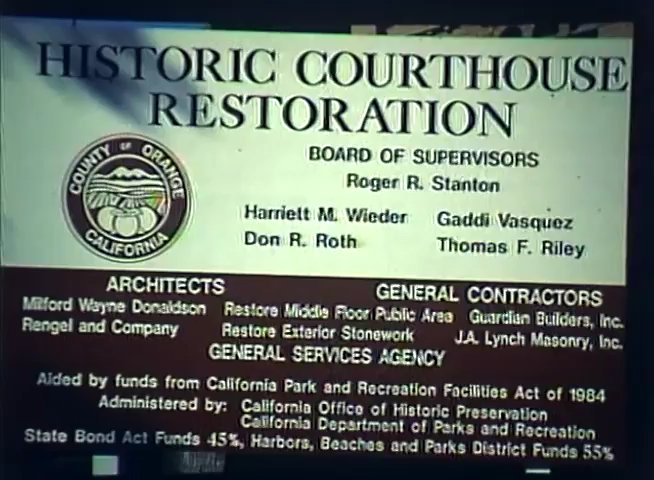 HISTORIC COURTHOUSE
RESTORATION
COUNTY OF ORANGE
CALIFORNIA
BOARD OF SUPERVISORS
Roger R. Stanton
Harriett M. Wieder Gaddi Vasquez
Don R. Roth Thomas F. Riley
ARCHITECTS GENERAL CONTRACTORS
Milford Wayne Donaldson Restore Middle Floor Public Area Guardian Builders, Inc.
Rengel and Company Restore Exterior Stonework J.A. Lynch Masonry, Inc.
GENERAL SERVICES AGENCY
Aided by funds from California Park and Recreation Facilities Act of 1984
Administered by: California Office of Historic Preservation
California Department of Parks and Recreation
State Bond Act Funds 45%, Harbors, Beaches and Parks District Funds 55%